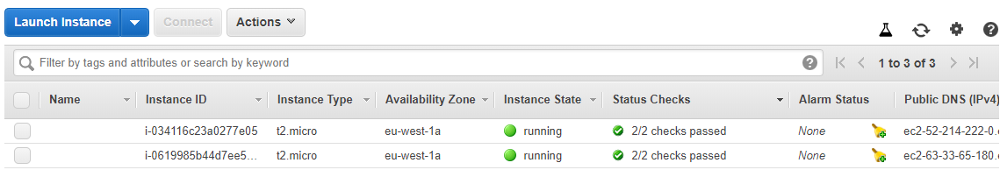 Launch Instance Connect Actions
Filter by tags and attributes or search by keyword ? 1 to 3 of 3
Name Instance ID Instance Type Availability Zone Instance State Status Checks Alarm Status Public DNS (IPv4)
i-034116c23a0277e05 t2.micro eu-west-1a running 2/2 checks passed None ec2-52-214-222-0.
i-0619985b44d7ee5... t2.micro eu-west-1a running 2/2 checks passed None ec2-63-33-65-180.